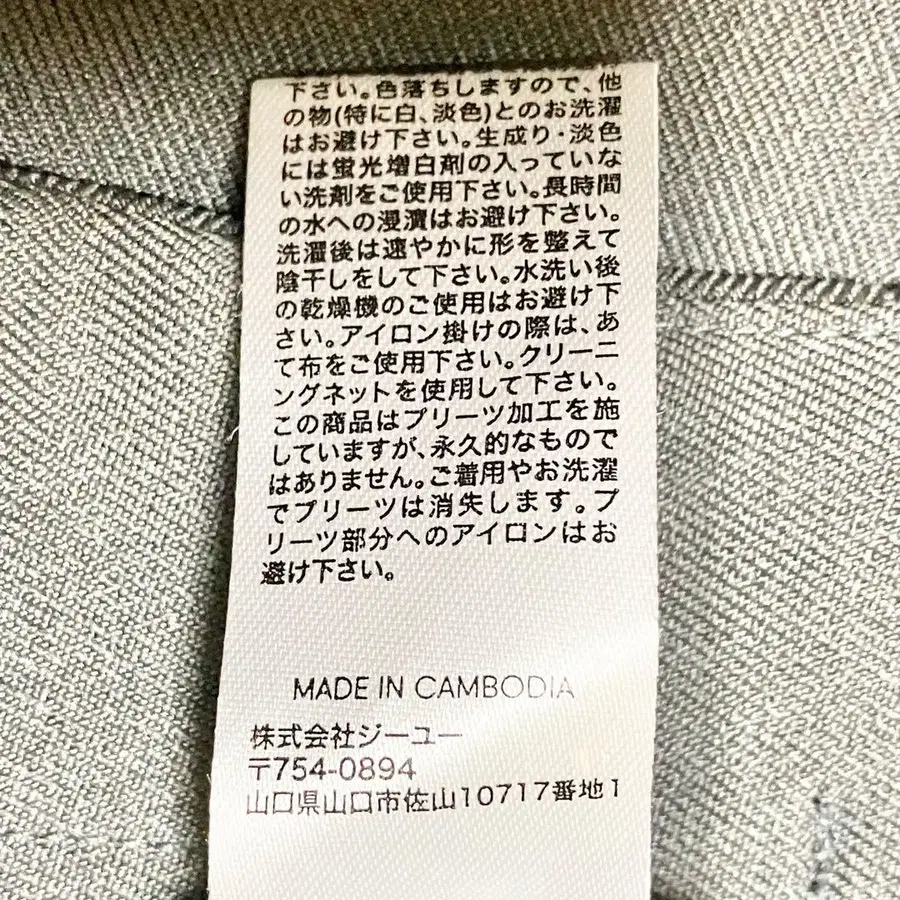 下さい。色落ちしますので、他
の物(特に白、淡色)とのお洗濯
はお避け下さい。生成り・淡色
には蛍光増白剤の入っていな
い洗剤をご使用下さい。長時間
の水への浸漬はお避け下さい。
洗濯後は速やかに形を整えて
陰干しをして下さい。水洗い後
の乾燥機のご使用はお避け下
さい。アイロン掛けの際は、あ
て布をご使用下さい。クリーニ
ングネットを使用して下さい。
この商品はプリーツ加工を施
していますが、永久的なもので
はありません。ご着用やお洗濯
でプリーツは消失します。プ
リーツ部分へのアイロンはお
避け下さい。
MADE IN CAMBODIA
株式会社ジーユー
〒754-0894
山口県山口市佐山10717番地1